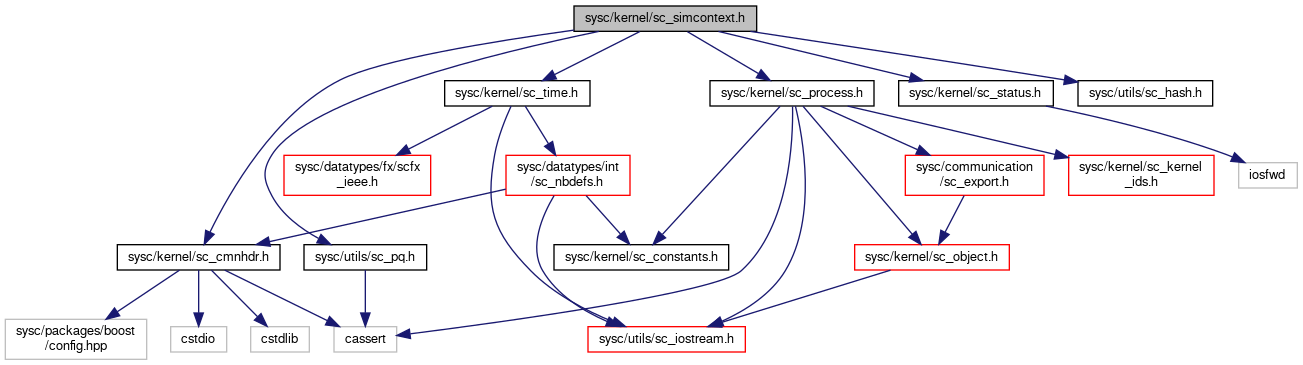 sysc/kernel/sc_simcontext.h
sysc/kernel/sc_time.h
sysc/kernel/sc_process.h
sysc/kernel/sc_status.h
sysc/utils/sc_hash.h
sysc/datatypes/fx/scfx
_ieee.h
sysc/datatypes/int
/sc_nbdefs.h
sysc/communication
/sc_export.h
sysc/kernel/sc_kernel
_ids.h
iosfwd
sysc/kernel/sc_cmnhdr.h
sysc/utils/sc_pq.h
sysc/kernel/sc_constants.h
sysc/kernel/sc_object.h
sysc/packages/boost
/config.hpp
cstdio
cstdlib
cassert
sysc/utils/sc_iostream.h